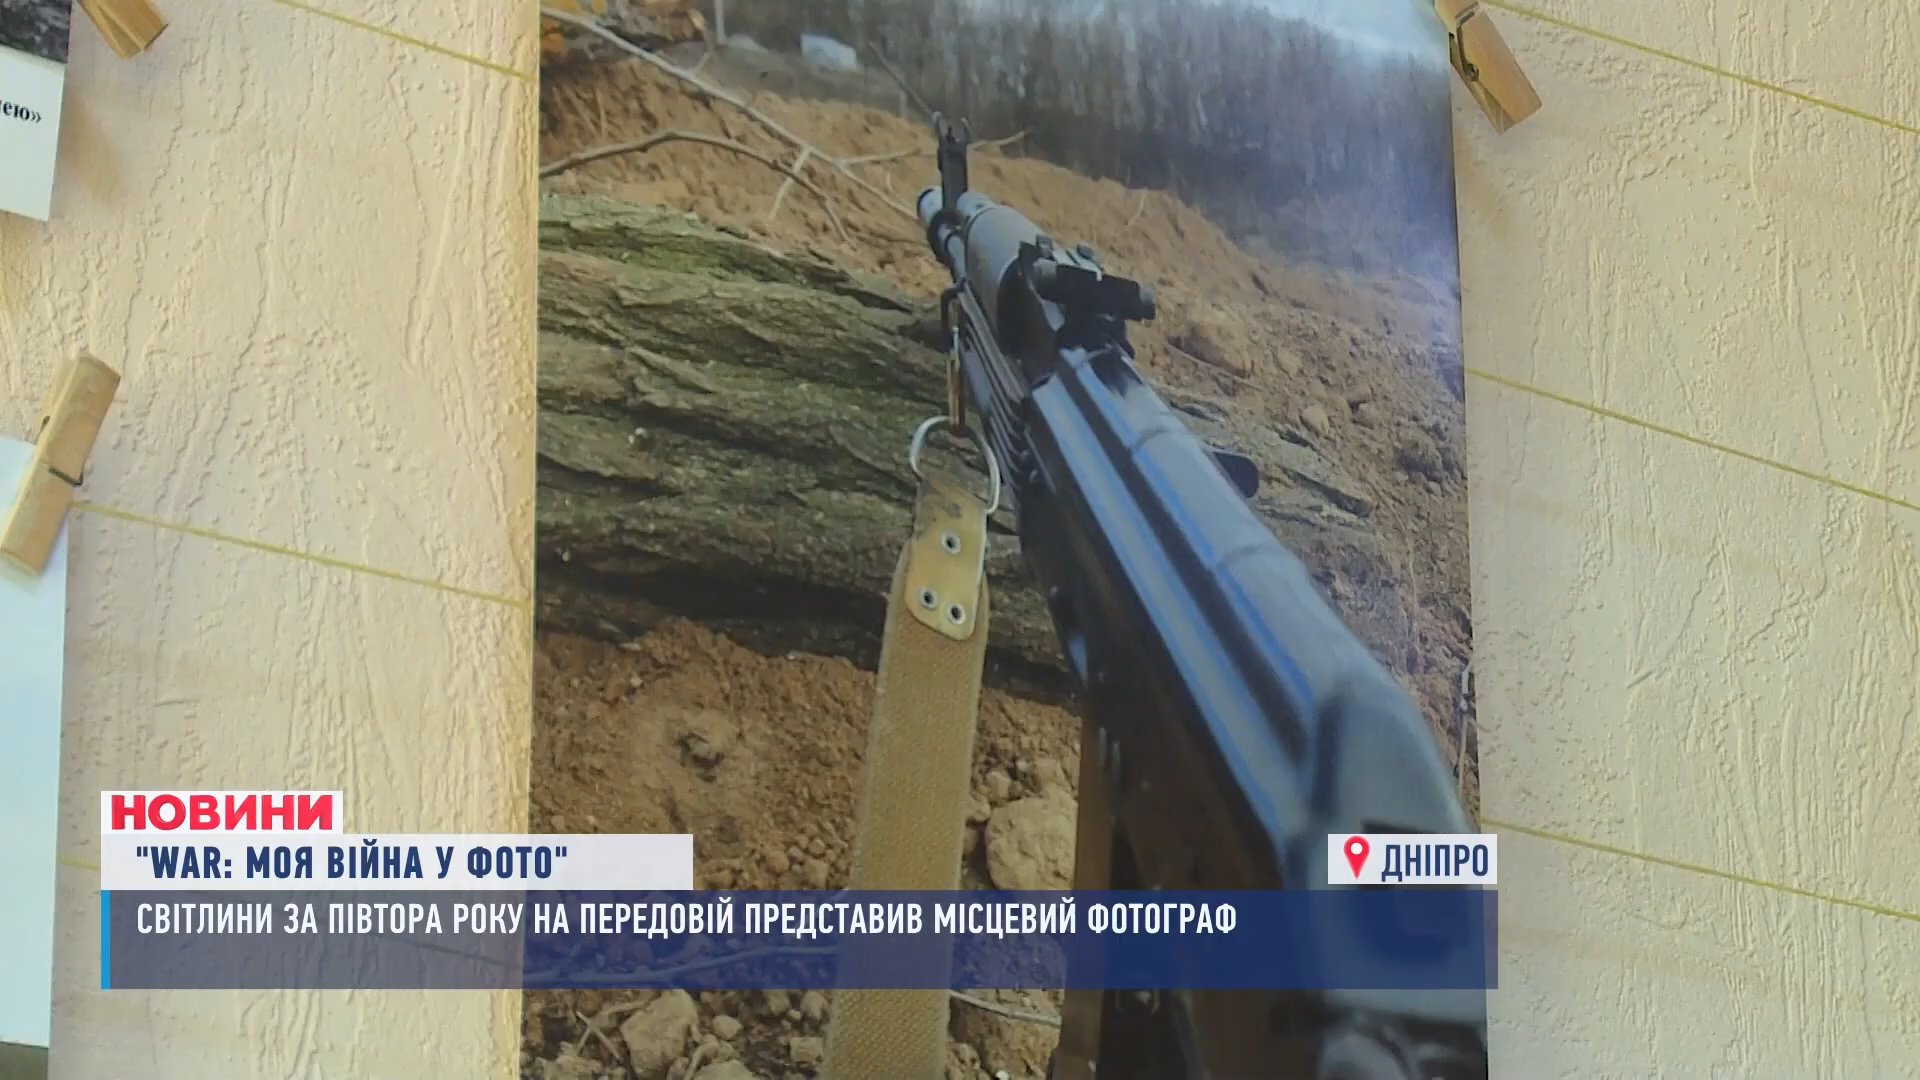 НОВИНИ
"WAR: МОЯ ВІЙНА У ФОТО"
ДНІПРО
СВІТЛИНИ ЗА ПІВТОРА РОКУ НА ПЕРЕДОВІЙ ПРЕДСТАВИВ МІСЦЕВИЙ ФОТОГРАФ